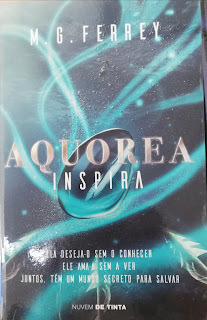 M. G. FERREY
AQUOREA
INSPIRA
ELA DESEJA-O SEM O CONHECER
ELE AMA-A SEM A VER
JUNTOS, TÊM UM MUNDO SECRETO PARA SALVAR
NUVEM DE TINTA